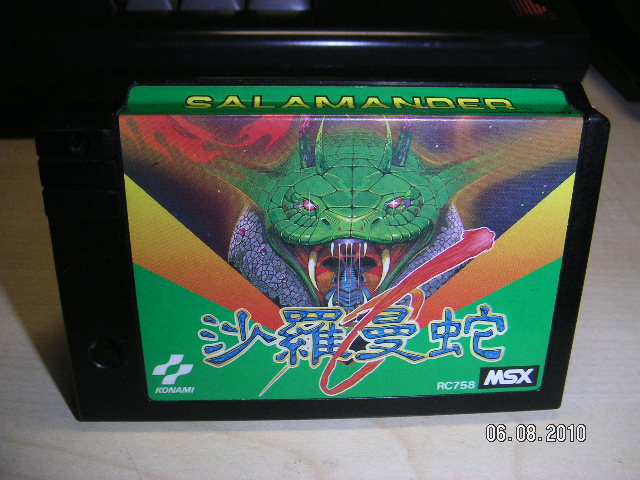 SALAMANDER
沙羅曼蛇
KONAMI
RC758
MSX
06.08.2010